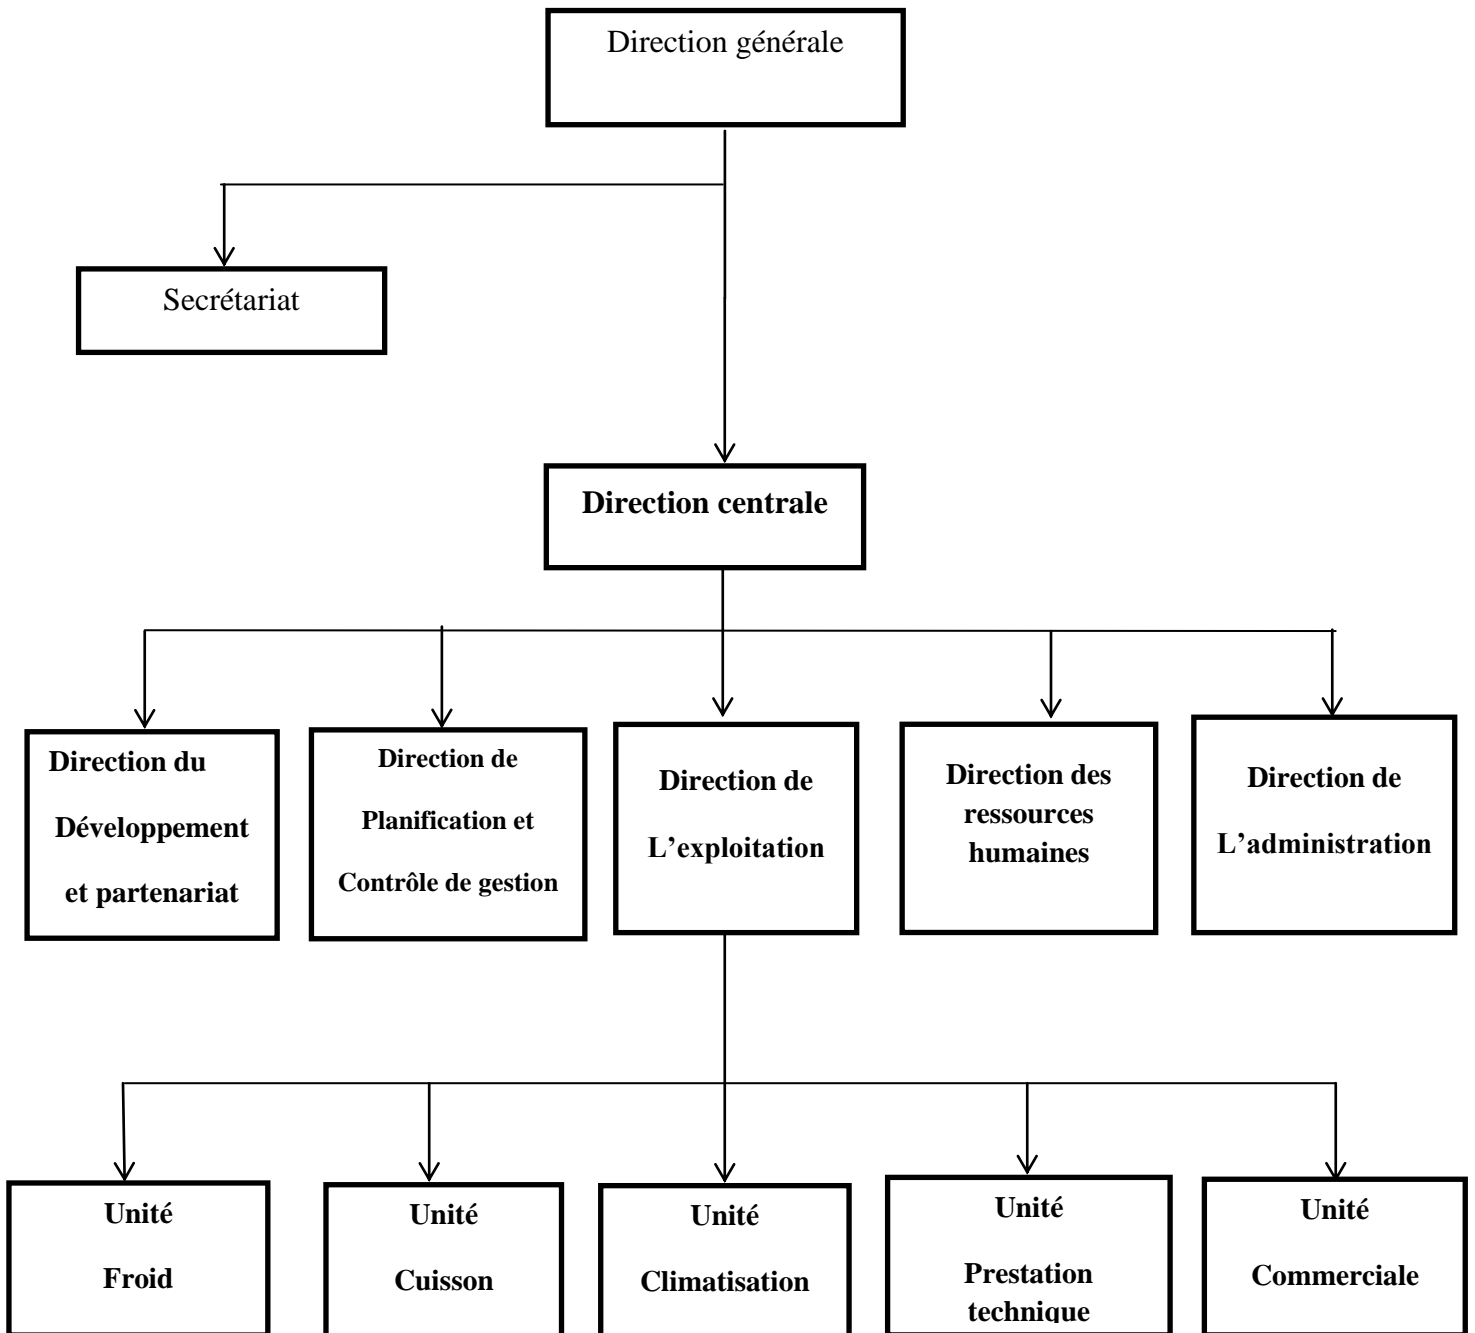 Direction générale
Secrétariat
Direction centrale
Direction du
Développement
et partenariat
Direction de
Planification et
Contrôle de gestion
Direction de
L’exploitation
Direction des
ressources
humaines
Direction de
L’administration
Unité
Froid
Unité
Cuisson
Unité
Climatisation
Unité
Prestation
technique
Unité
Commerciale